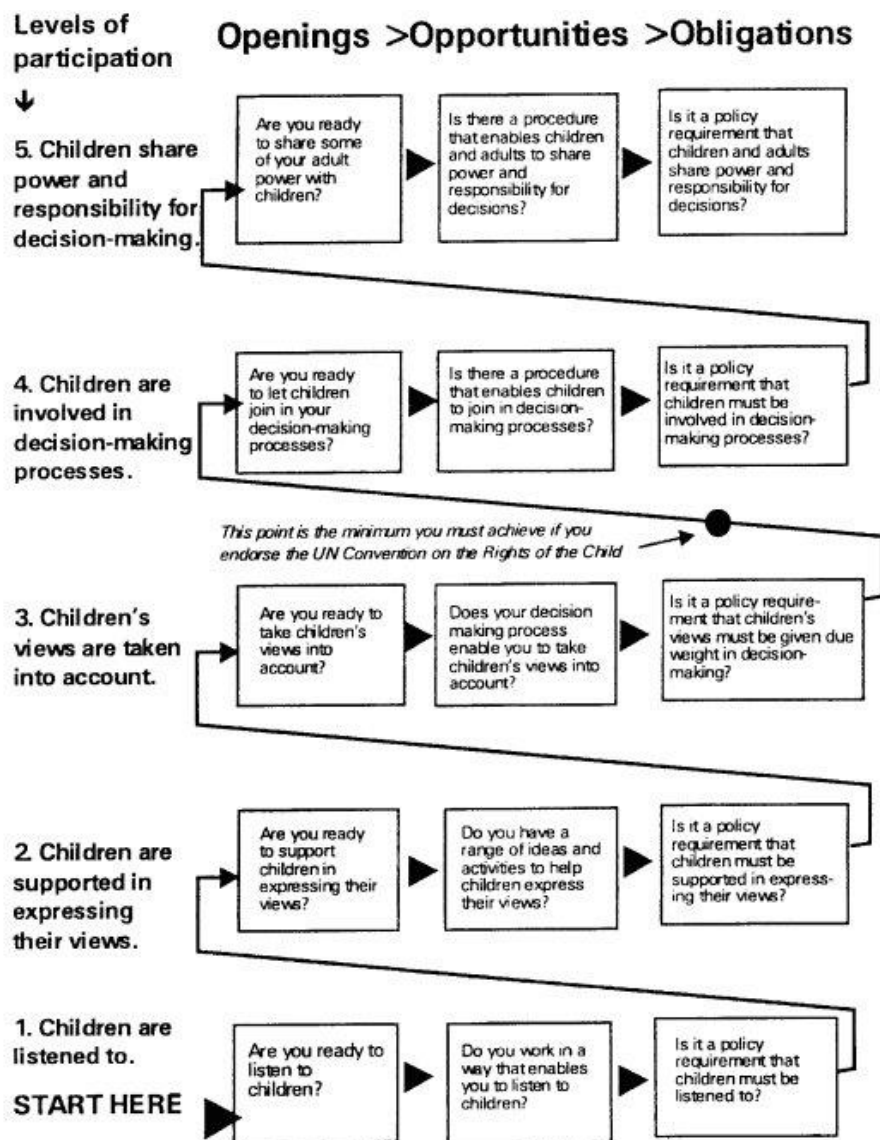 Levels of
participation
Openings >Opportunities >Obligations
5. Children share
power and
responsibility for
decision-making.
Are you ready
to share some
of your adult
power with
children?
Is there a procedure
that enables children
and adults to share
power and
responsibility for
decisions?
Is it a policy
requirement that
children and adults
share power and
responsibility for
decisions?
4. Children are
involved in
decision-making
processes.
Are you ready
to let children
join in your
decision-making
processes?
Is there a procedure
that enables children
to join in decision-
making processes?
Is it a policy
requirement that
children must be
involved in decision-
making processes?
This point is the minimum you must achieve if you
endorse the UN Convention on the Rights of the Child
3. Children's
views are taken
into account.
Are you ready to
take children's
views into
account?
Does your decision
making process
enable you to take
children's views into
account?
Is it a policy require-
ment that children's
views must be given due
weight in decision-
making?
2. Children are
supported in
expressing
their views.
Are you ready
to support
children in
expressing their
views?
Do you have a
range of ideas and
activities to help
children express
their views?
Is it a policy
requirement that
children must be
supported in express-
ing their views?
1. Children are
listened to.
START HERE
Are you ready to
listen to
children?
Do you work in a
way that enables
you to listen to
children?
Is it a policy
requirement that
children must be
listened to?